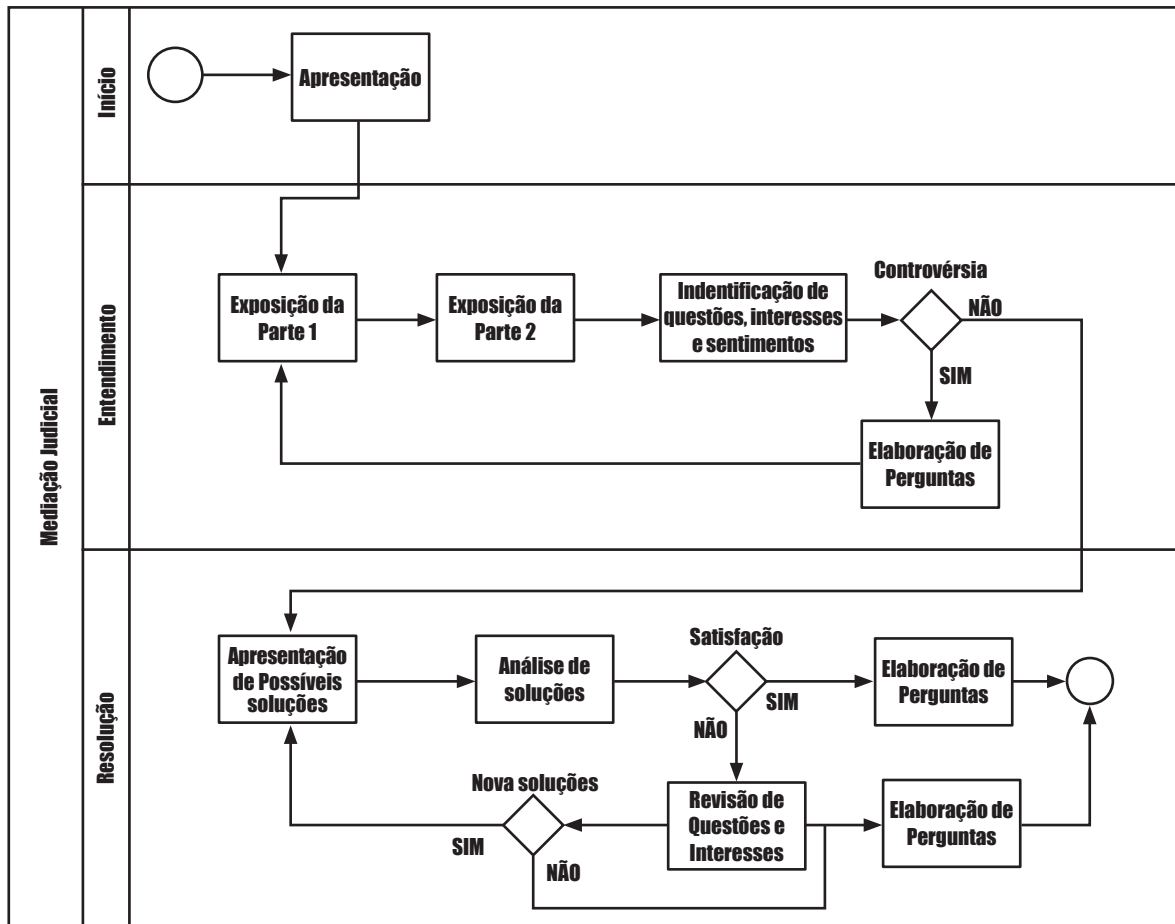 Mediação Judicial
Início
Apresentação
Entendimento
Exposição da
Parte 1
Exposição da
Parte 2
Indentificação de
questões, interesses
e sentimentos
Controvérsia
NÃO
SIM
Elaboração de
Perguntas
Resolução
Apresentação
de Possíveis
soluções
Análise de
soluções
Satisfação
SIM
NÃO
Elaboração de
Perguntas
Nova soluções
SIM
NÃO
Revisão de
Questões e
Interesses
Elaboração de
Perguntas